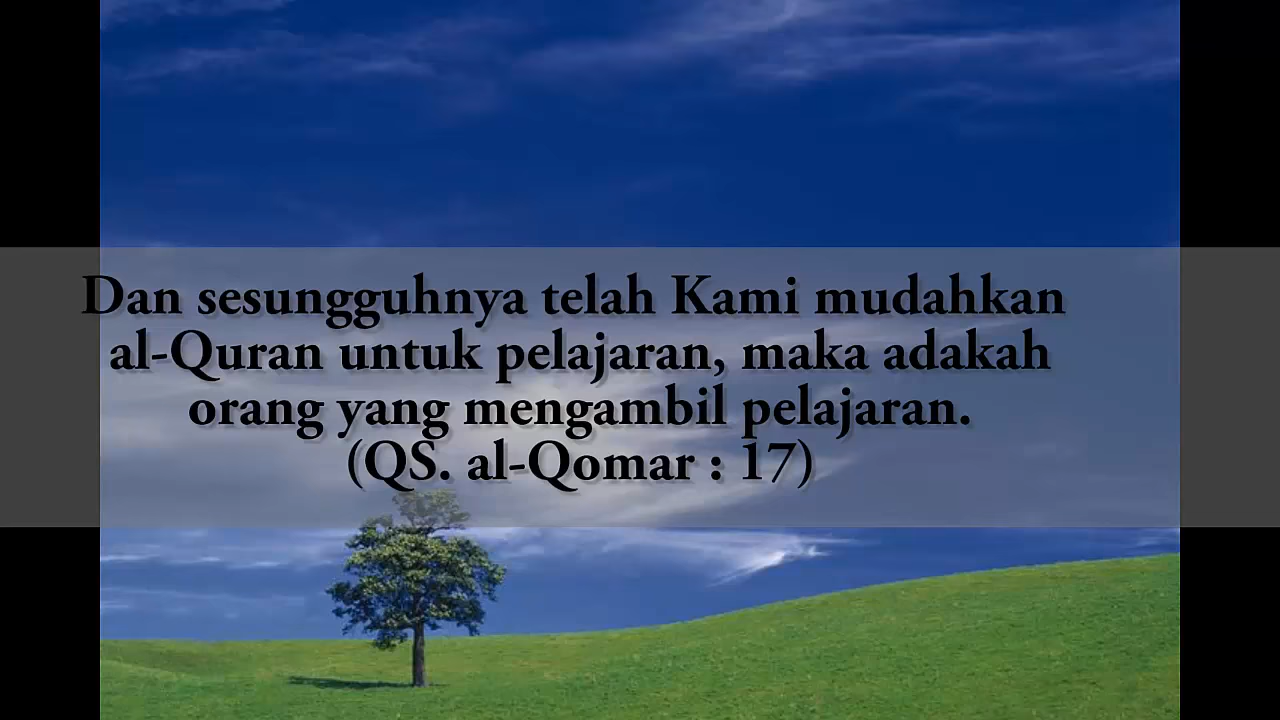 Dan sesungguhnya telah Kami mudahkan
al-Quran untuk pelajaran, maka adakah
orang yang mengambil pelajaran.
(QS. al-Qomar : 17)